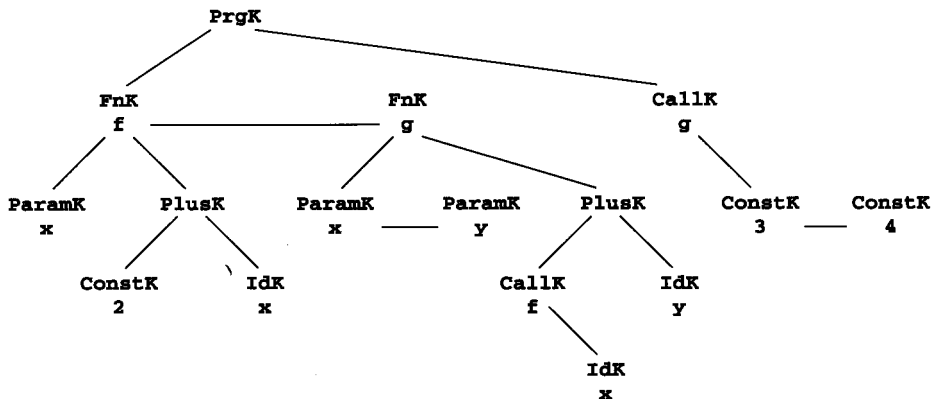 PrgK
FnK FnK CallK
f g g
ParamK PlusK ParamK ParamK PlusK ConstK ConstK
x x y 3 4
ConstK IdK CallK IdK
2 x f y
IdK
x